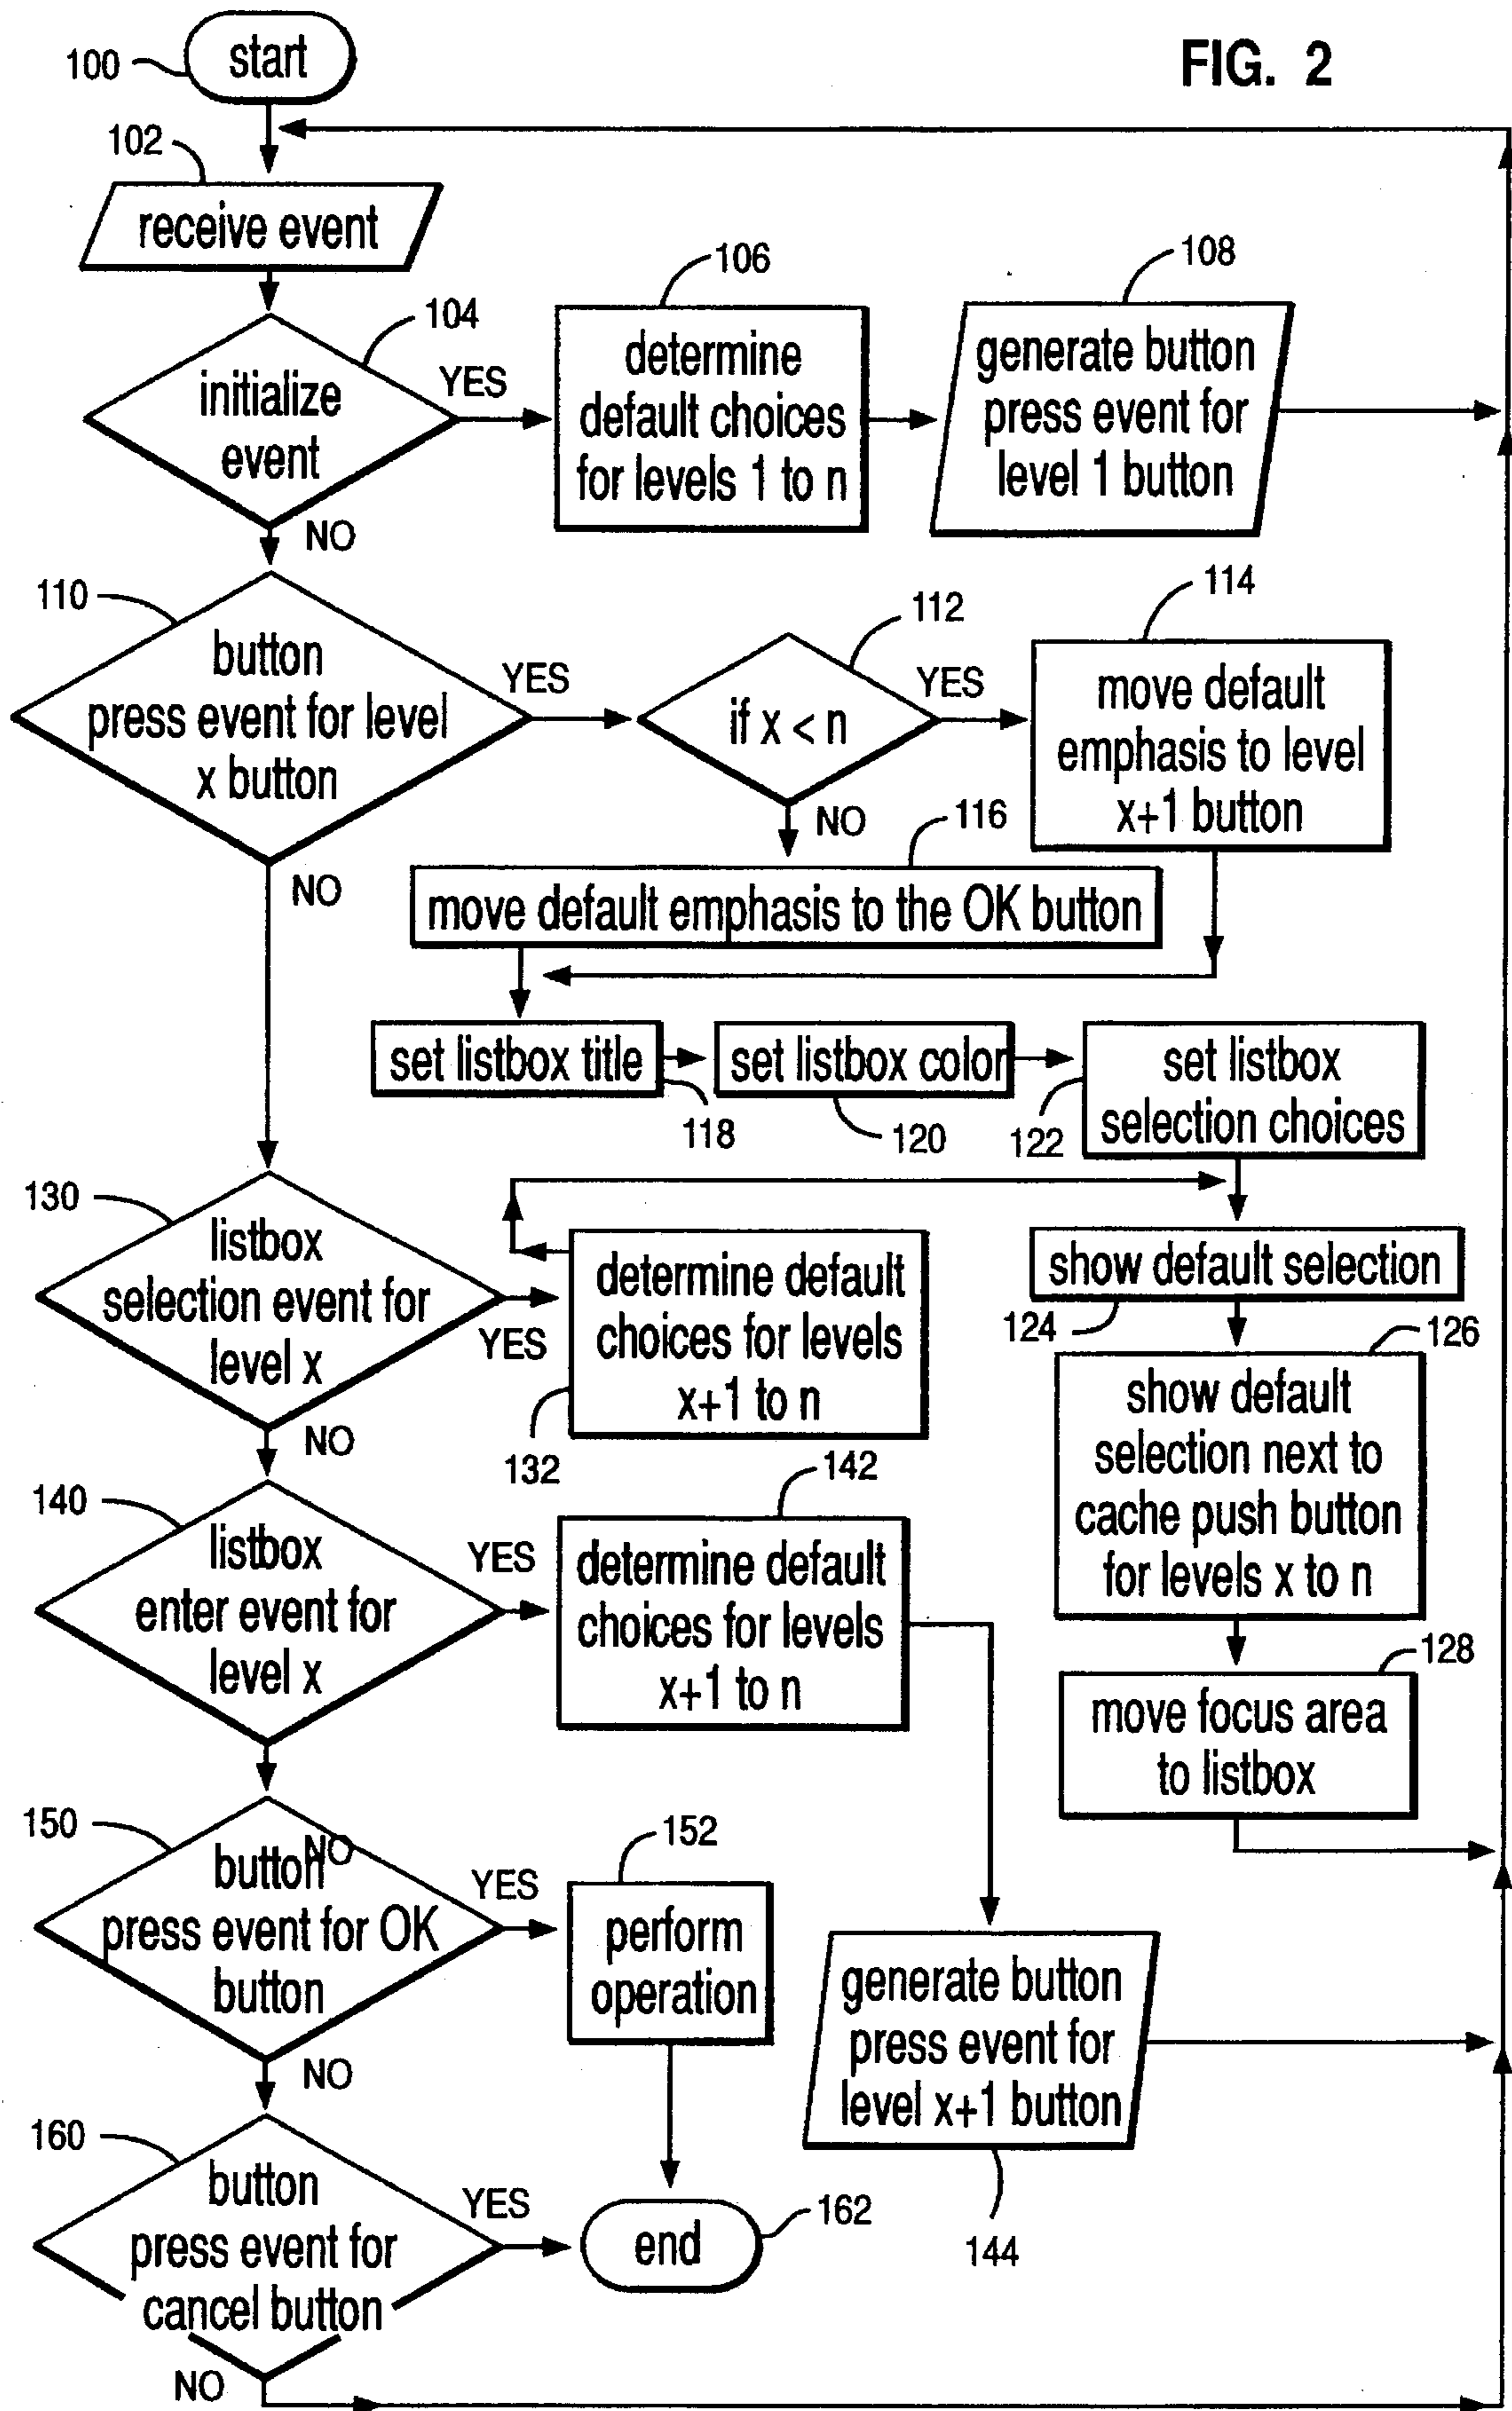 FIG. 2
100
start
102
receive event
104
initialize
event
YES
NO
106
determine
default choices
for levels 1 to n
108
generate button
press event for
level 1 button
110
button
press event for level
x button
YES
NO
112
if x < n
YES
NO
114
move default
emphasis to level
x+1 button
116
move default emphasis to the OK button
set listbox title
118
set listbox color
120
set listbox
selection choices
122
130
listbox
selection event for
level x
YES
NO
determine default
choices for levels
x+1 to n
132
show default selection
124
126
show default
selection next to
cache push button
for levels x to n
128
move focus area
to listbox
140
listbox
enter event for
level x
YES
NO
142
determine default
choices for levels
x+1 to n
generate button
press event for
level x+1 button
144
150
button
press event for OK
button
YES
NO
152
perform
operation
160
button
press event for
cancel button
YES
NO
end
162